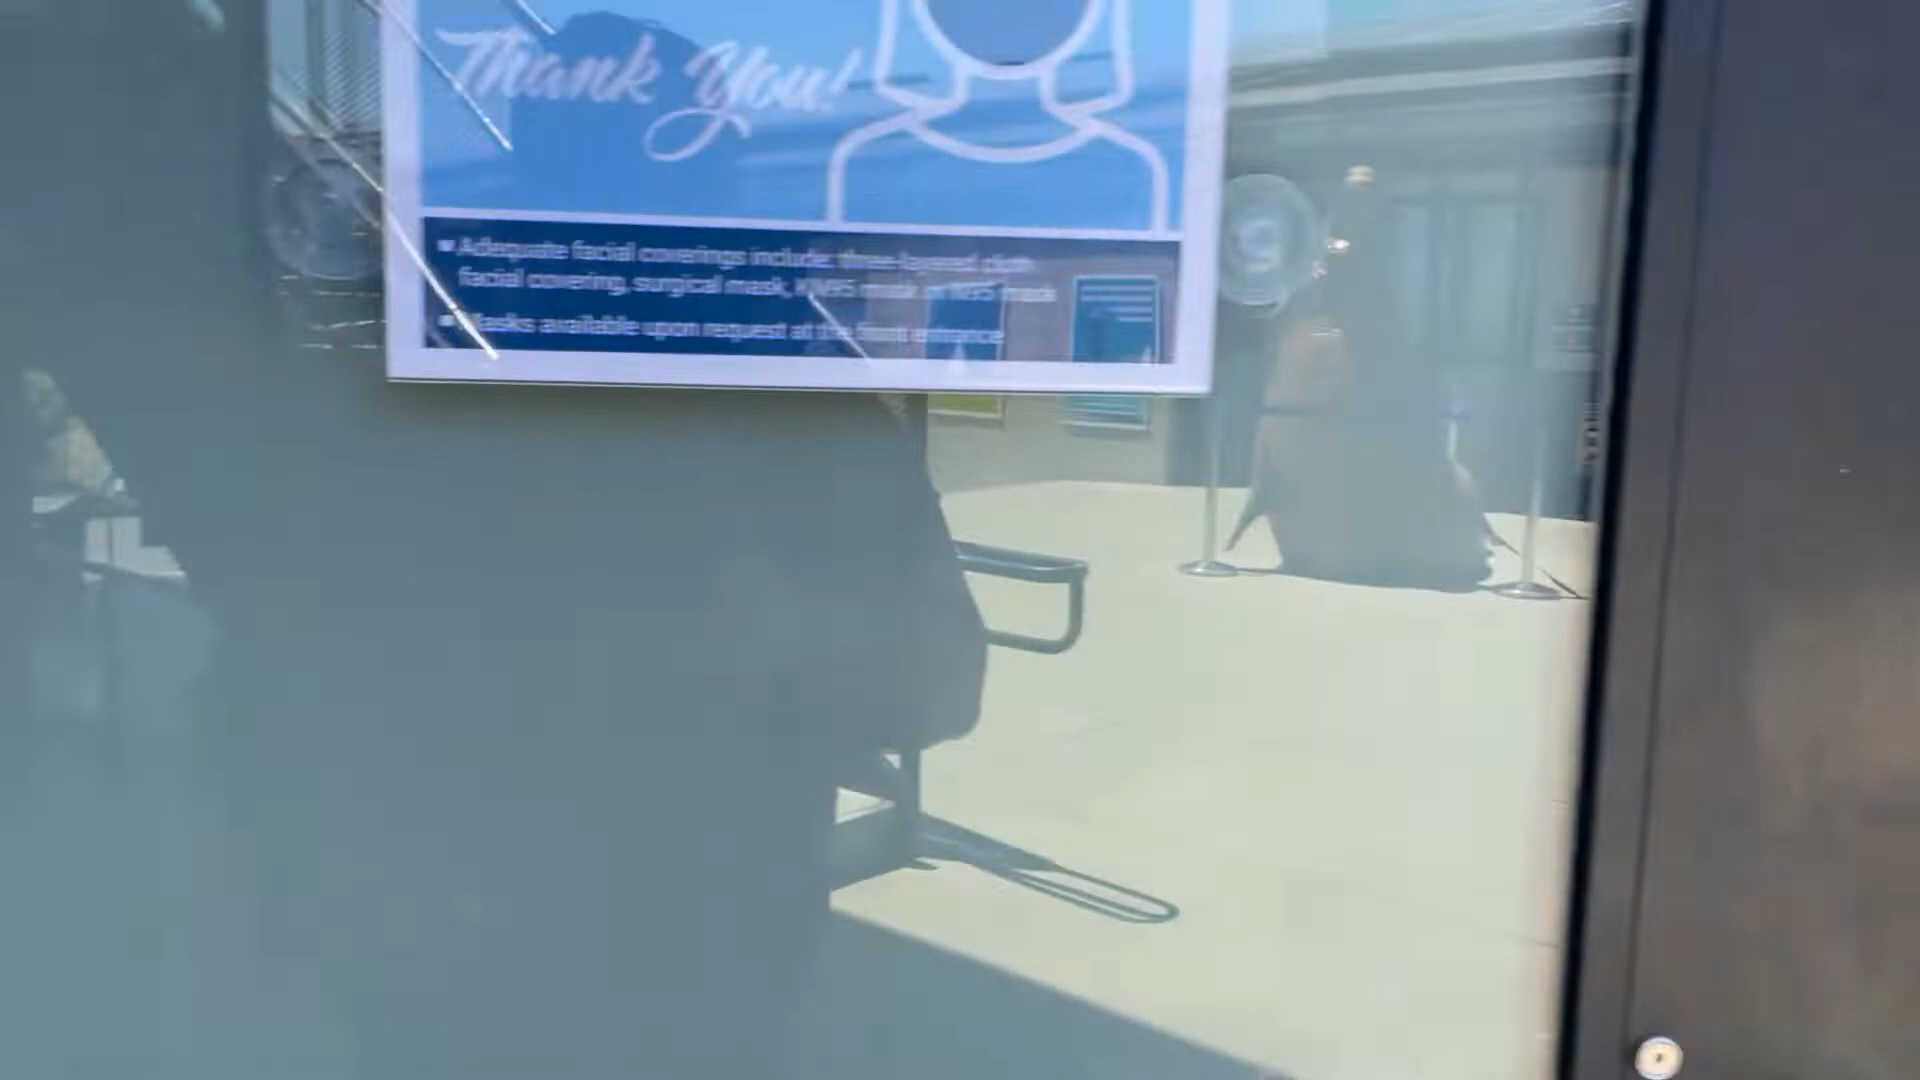 Thank You!
Adequate facial coverings include: three-layered cloth
facial covering, surgical mask, KN95 mask or N95 mask
Masks available upon request at the front entrance